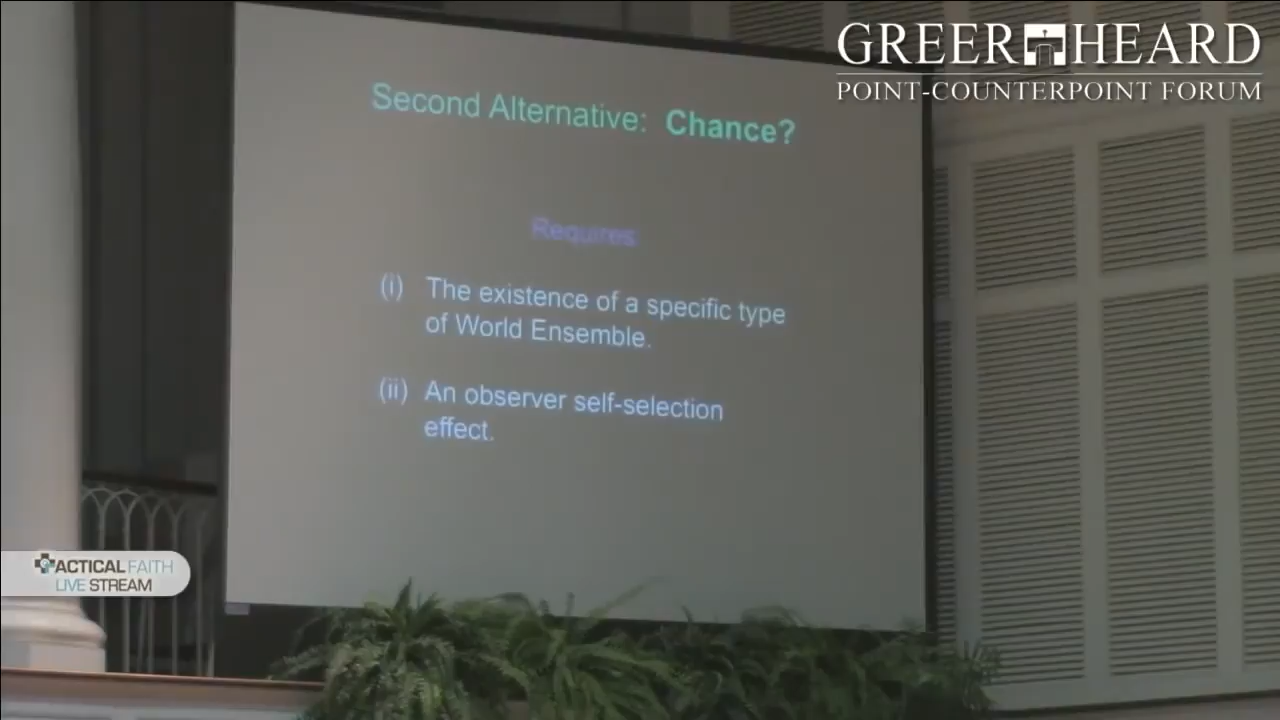 GREER HEARD
POINT-COUNTERPOINT FORUM
Second Alternative: Chance?
Requires
(i) The existence of a specific type
of World Ensemble.
(ii) An observer self-selection
effect.
TACTICAL FAITH
LIVE STREAM